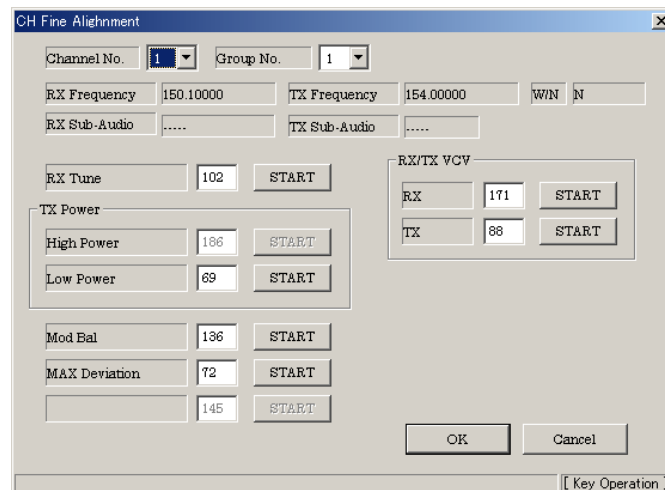 CH Fine Alighnment
Channel No. 1 Group No. 1
RX Frequency 150.10000 TX Frequency 154.00000 W/N N
RX Sub-Audio ..... TX Sub-Audio .....
RX/TX VCV
RX Tune 102 START
RX 171 START
TX Power
TX 88 START
High Power 186 START
Low Power 69 START
Mod Bal 136 START
MAX Deviation 72 START
145 START
OK Cancel
[ Key Operation ]